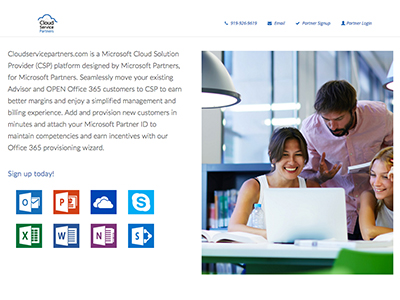 Cloud
Service
Partners
919-926-9619 Email Partner Signup Partner Login
Cloudservicepartners.com is a Microsoft Cloud Solution
Provider (CSP) platform designed by Microsoft Partners,
for Microsoft Partners. Seamlessly move your existing
Advisor and OPEN Office 365 customers to CSP to earn
better margins and enjoy a simplified management and
billing experience. Add and provision new customers in
minutes and attach your Microsoft Partner ID to
maintain competencies and earn incentives with our
Office 365 provisioning wizard.
Sign up today!
O P S
X W N S